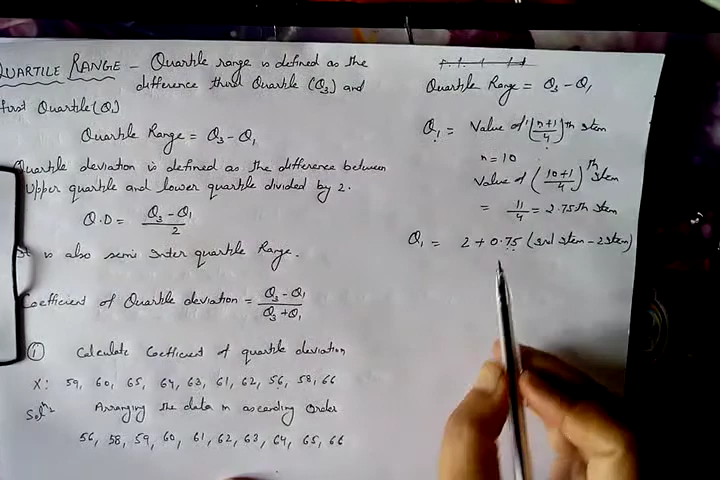 QUARTILE RANGE - Quartile range is defined as the
difference third Quartile (Q3) and
first Quartile (Q1)
Quartile Range = Q3 - Q1
Quartile deviation is defined as the difference between
Upper quartile and lower quartile divided by 2.
Q.D = (Q3 - Q1)/2
It is also semi Inter quartile Range.
Coefficient of Quartile deviation = (Q3 - Q1)/(Q3 + Q1)
① Calculate Coefficient of quartile deviation
X: 59, 60, 65, 64, 63, 61, 62, 56, 58, 66
Solⁿ Arranging the data in ascending Order
56, 58, 59, 60, 61, 62, 63, 64, 65, 66
Quartile Range = Q3 - Q1
Q1 = Value of ((n+1)/4)th item
n = 10
Value of ((10+1)/4)th item
= 11/4 = 2.75th item
Q1 = 2 + 0.75 (3rd item - 2 item)